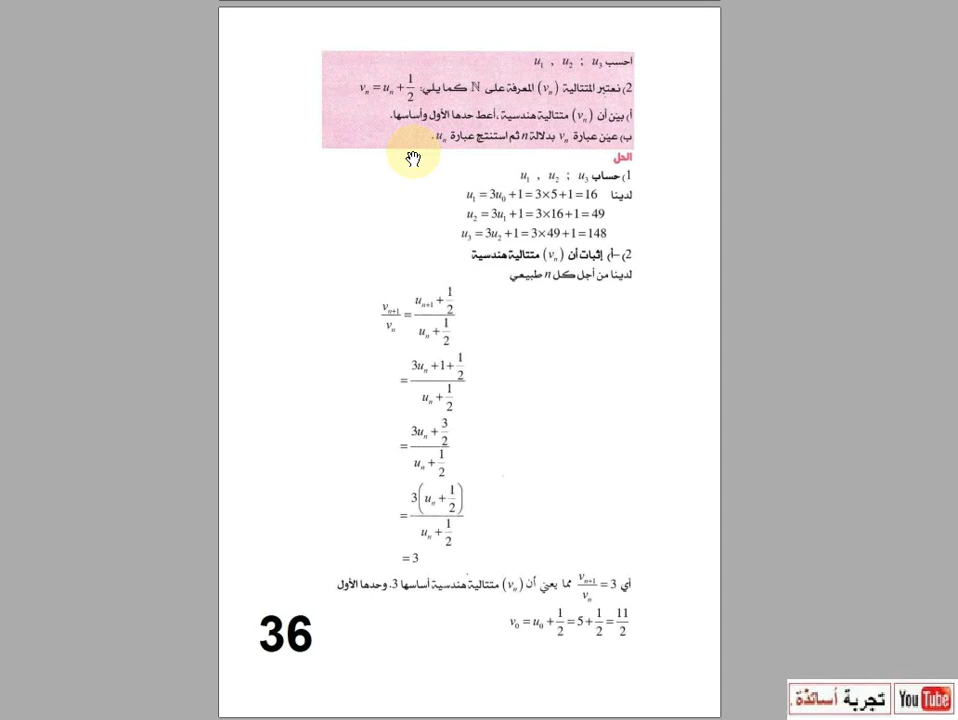 احسب u₁ , u₂ ; u₃
2) نعتبر المتتالية (vₙ) المعرفة على ℕ كما يلي: vₙ = uₙ + 1/2
أ) بيّن أن (vₙ) متتالية هندسية .أعط حدها الأول وأساسها.
ب) عين عبارة vₙ بدلالة n ثم استنتج عبارة uₙ.
الحل
1) حساب u₁ , u₂ ; u₃
لدينا u₁ = 3u₀ + 1 = 3×5 + 1 = 16
u₂ = 3u₁ + 1 = 3×16 + 1 = 49
u₃ = 3u₂ + 1 = 3×49 + 1 = 148
2) – أ) إثبات أن (vₙ) متتالية هندسية
لدينا من أجل كل n طبيعي
vₙ₊₁/vₙ = (uₙ₊₁ + 1/2)/(uₙ + 1/2)
= (3uₙ + 1 + 1/2)/(uₙ + 1/2)
= (3uₙ + 3/2)/(uₙ + 1/2)
= 3(uₙ + 1/2)/(uₙ + 1/2)
= 3
أي vₙ₊₁/vₙ = 3 مما يعني أن (vₙ) متتالية هندسية أساسها 3. وحدها الأول
v₀ = u₀ + 1/2 = 5 + 1/2 = 11/2
36
تجربة أساتذة.
YouTube